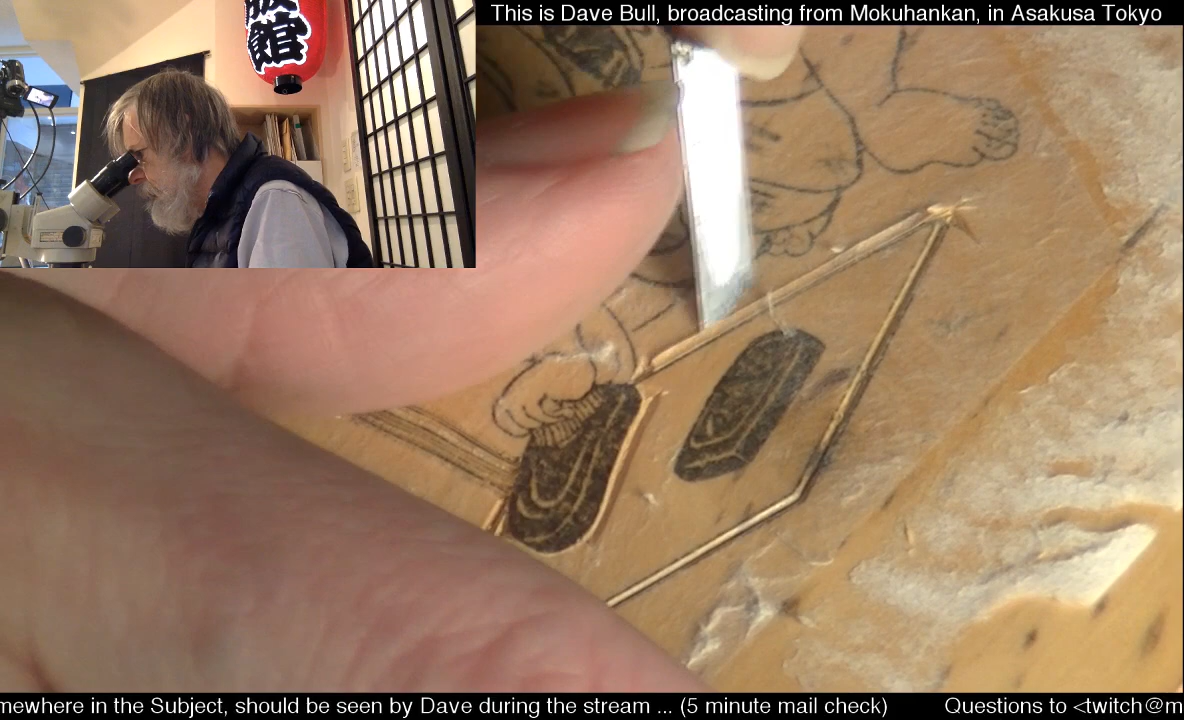 This is Dave Bull, broadcasting from Mokuhankan, in Asakusa Tokyo
館
mewhere in the Subject, should be seen by Dave during the stream ... (5 minute mail check) Questions to <twitch@m